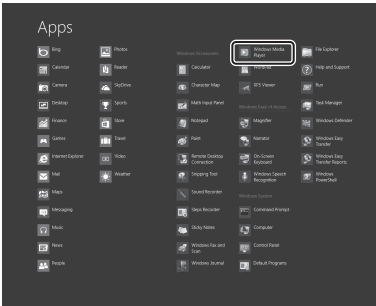 Apps
Bing
Calendar
Camera
Desktop
Finance
Games
Internet Explorer
Mail
Maps
Messaging
Music
News
People
Photos
Reader
SkyDrive
Sports
Store
Travel
Video
Weather
Windows Accessories
Calculator
Character Map
Math Input Panel
Notepad
Paint
Remote Desktop
Connection
Snipping Tool
Sound Recorder
Steps Recorder
Sticky Notes
Windows Fax and
Scan
Windows Journal
Windows Media
Player
WordPad
XPS Viewer
Windows Ease of Access
Magnifier
Narrator
On-Screen
Keyboard
Windows Speech
Recognition
Windows System
Command Prompt
Computer
Control Panel
Default Programs
File Explorer
Help and Support
Run
Task Manager
Windows Defender
Windows Easy
Transfer
Windows Easy
Transfer Reports
Windows
PowerShell